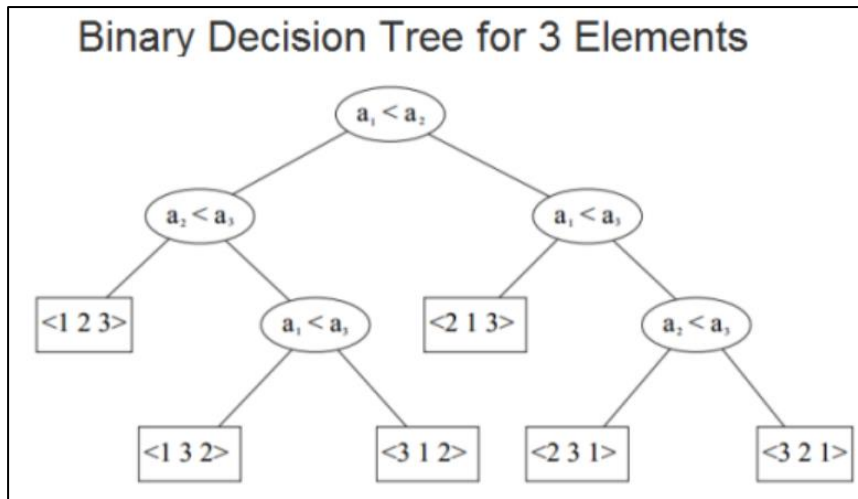 Binary Decision Tree for 3 Elements
a₁ < a₂
a₂ < a₃
a₁ < a₃
<1 2 3>
a₁ < a₃
<2 1 3>
a₂ < a₃
<1 3 2>
<3 1 2>
<2 3 1>
<3 2 1>